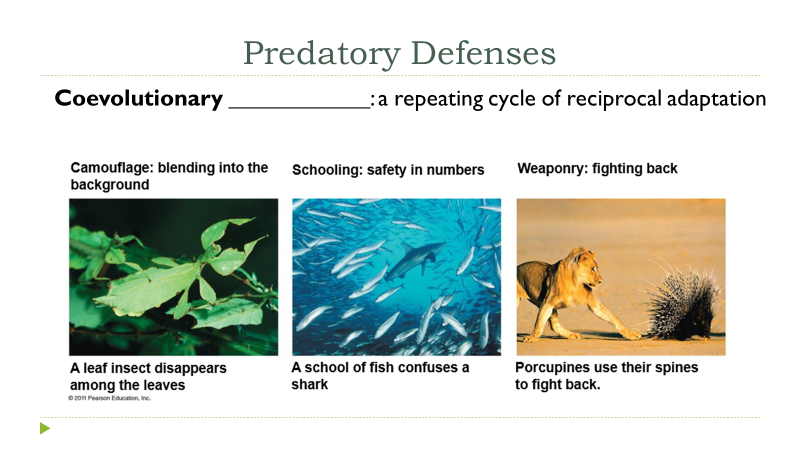 Predatory Defenses
Coevolutionary ____________: a repeating cycle of reciprocal adaptation
Camouflage: blending into the
background
Schooling: safety in numbers
Weaponry: fighting back
A leaf insect disappears
among the leaves
© 2011 Pearson Education, Inc.
A school of fish confuses a
shark
Porcupines use their spines
to fight back.